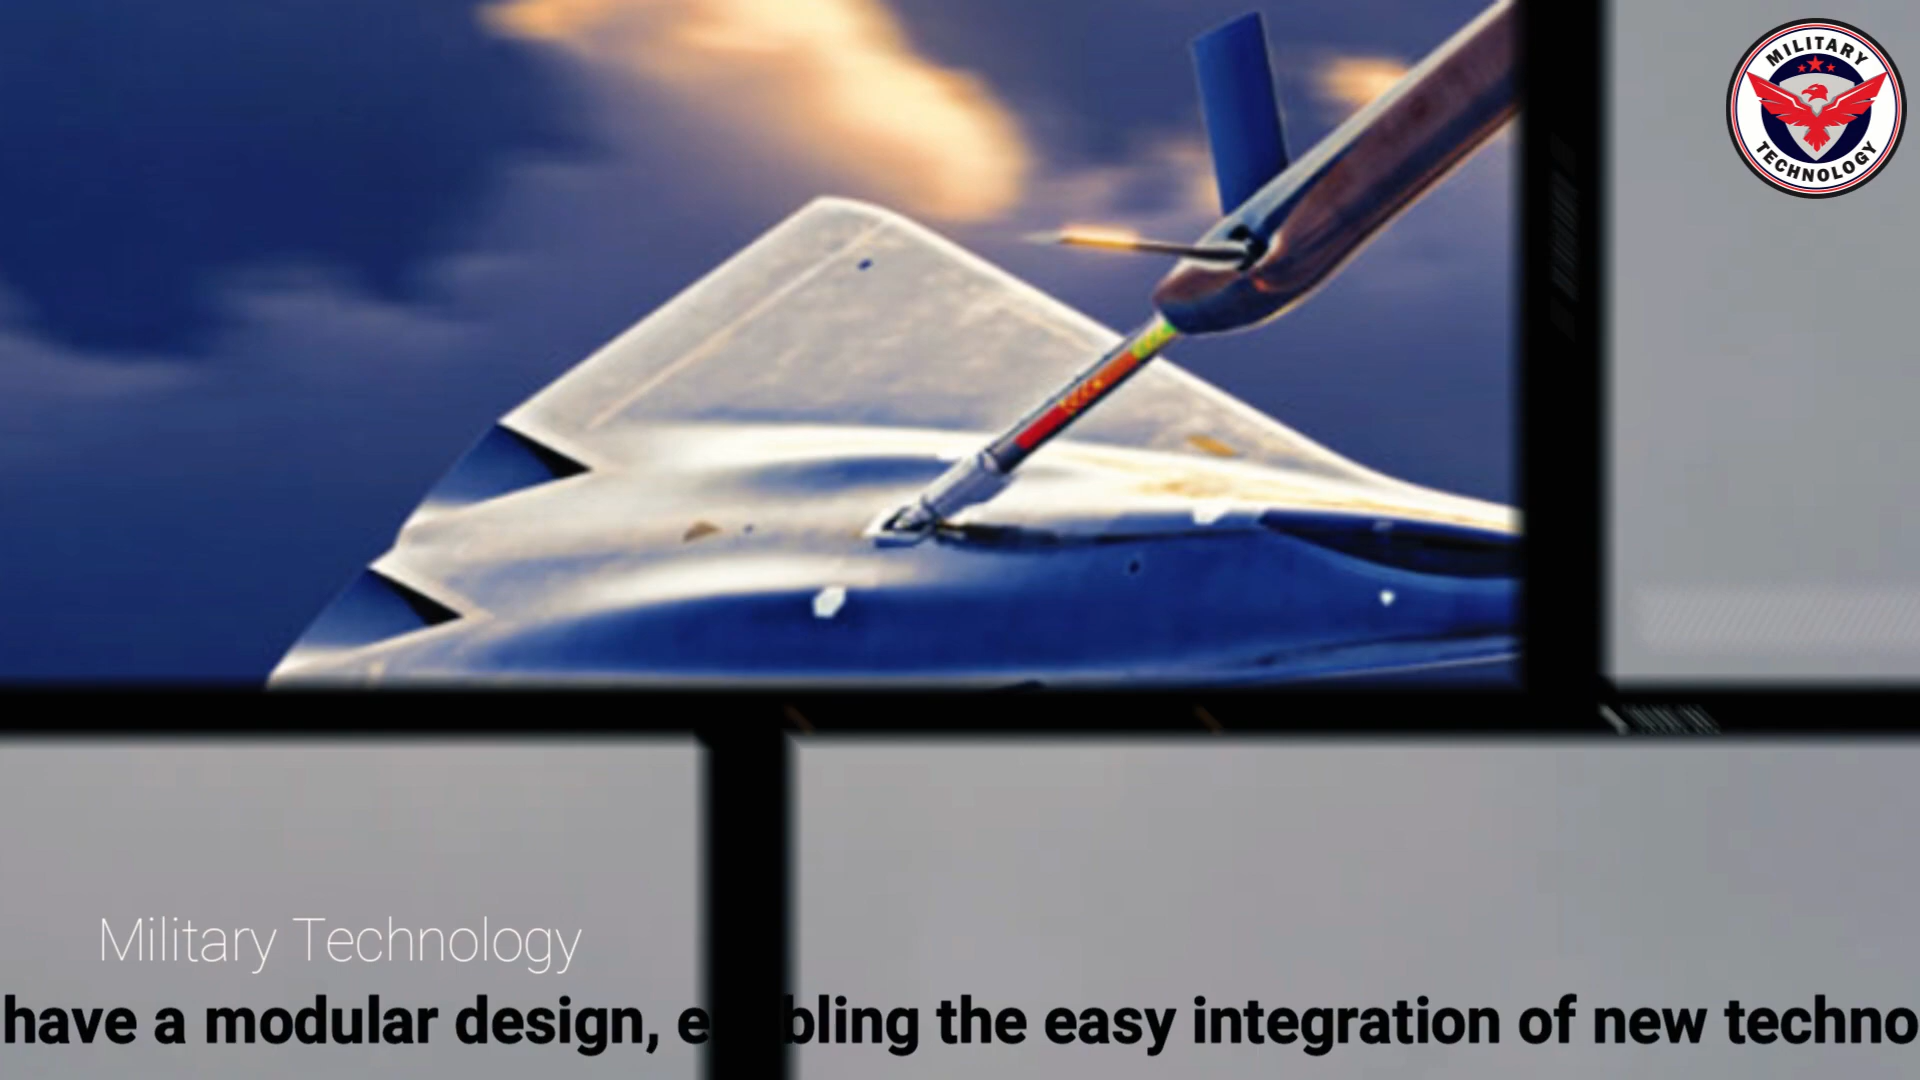 MILITARY
TECHNOLOGY
Military Technology
have a modular design, e bling the easy integration of new techno